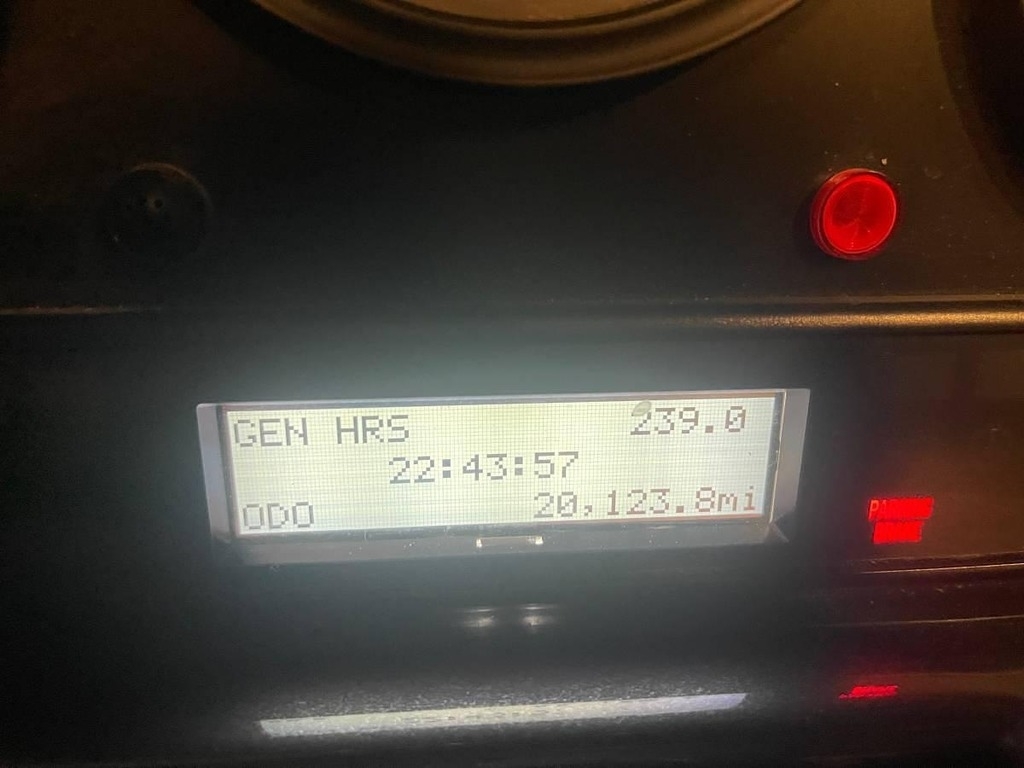 GEN HRS 239.0
22:43:57
ODO 20,123.8mi